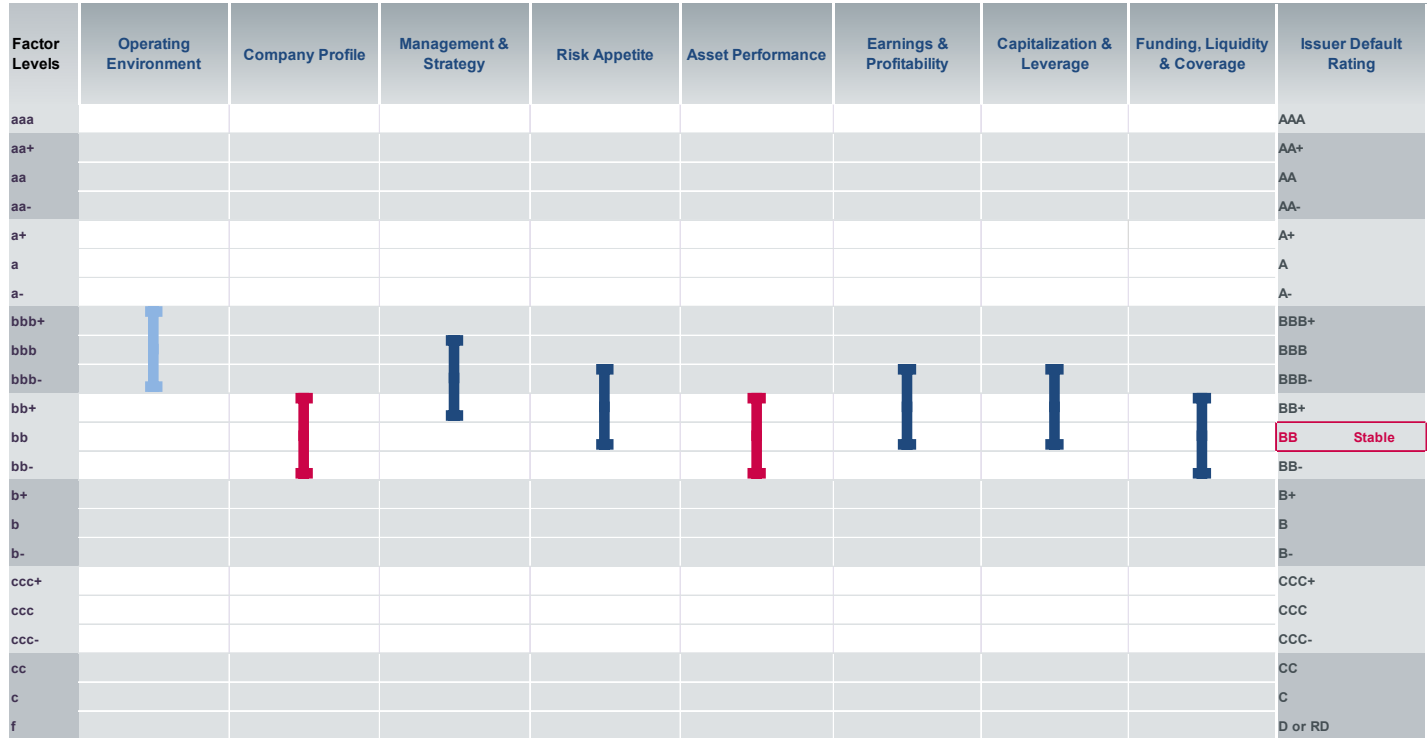 Factor Levels
Operating Environment
Company Profile
Management & Strategy
Risk Appetite
Asset Performance
Earnings & Profitability
Capitalization & Leverage
Funding, Liquidity & Coverage
Issuer Default Rating
aaa AAA
aa+ AA+
aa AA
aa- AA-
a+ A+
a A
a- A-
bbb+ BBB+
bbb BBB
bbb- BBB-
bb+ BB+
bb BB Stable
bb- BB-
b+ B+
b B
b- B-
ccc+ CCC+
ccc CCC
ccc- CCC-
cc CC
c C
f D or RD